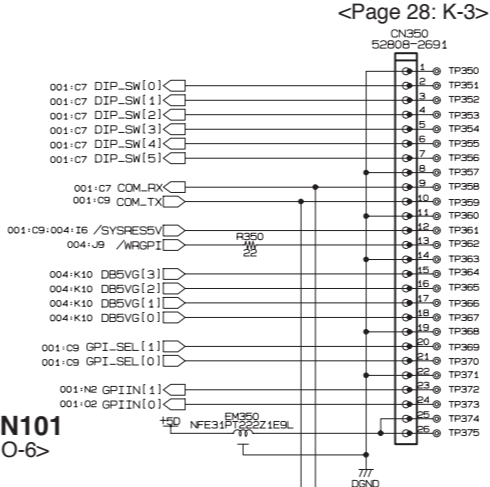 <Page 28: K-3>
CN350
52808-2691
1 TP350
001:C7 DIP_SW[0] 2 TP351
001:C7 DIP_SW[1] 3 TP352
001:C7 DIP_SW[2] 4 TP353
001:C7 DIP_SW[3] 5 TP354
001:C7 DIP_SW[4] 6 TP355
001:C7 DIP_SW[5] 7 TP356
8 TP357
001:C7 COM_RX 9 TP358
001:C9 COM_TX 10 TP359
11 TP360
001:C9:004:I6 /SYSRES5V 12 TP361
R350
004:J9 /WRGPI 22 13 TP362
14 TP363
004:K10 DB5VG[3] 15 TP364
004:K10 DB5VG[2] 16 TP365
004:K10 DB5VG[1] 17 TP366
004:K10 DB5VG[0] 18 TP367
19 TP368
001:C9 GPI_SEL[1] 20 TP369
001:C9 GPI_SEL[0] 21 TP370
22 TP371
001:N2 GPIIN[1] 23 TP372
001:O2 GPIIN[0] 24 TP373
N101
O-6>
+5D
EM350
NFE31PT222Z1E9L
25 TP374
26 TP375
DGND